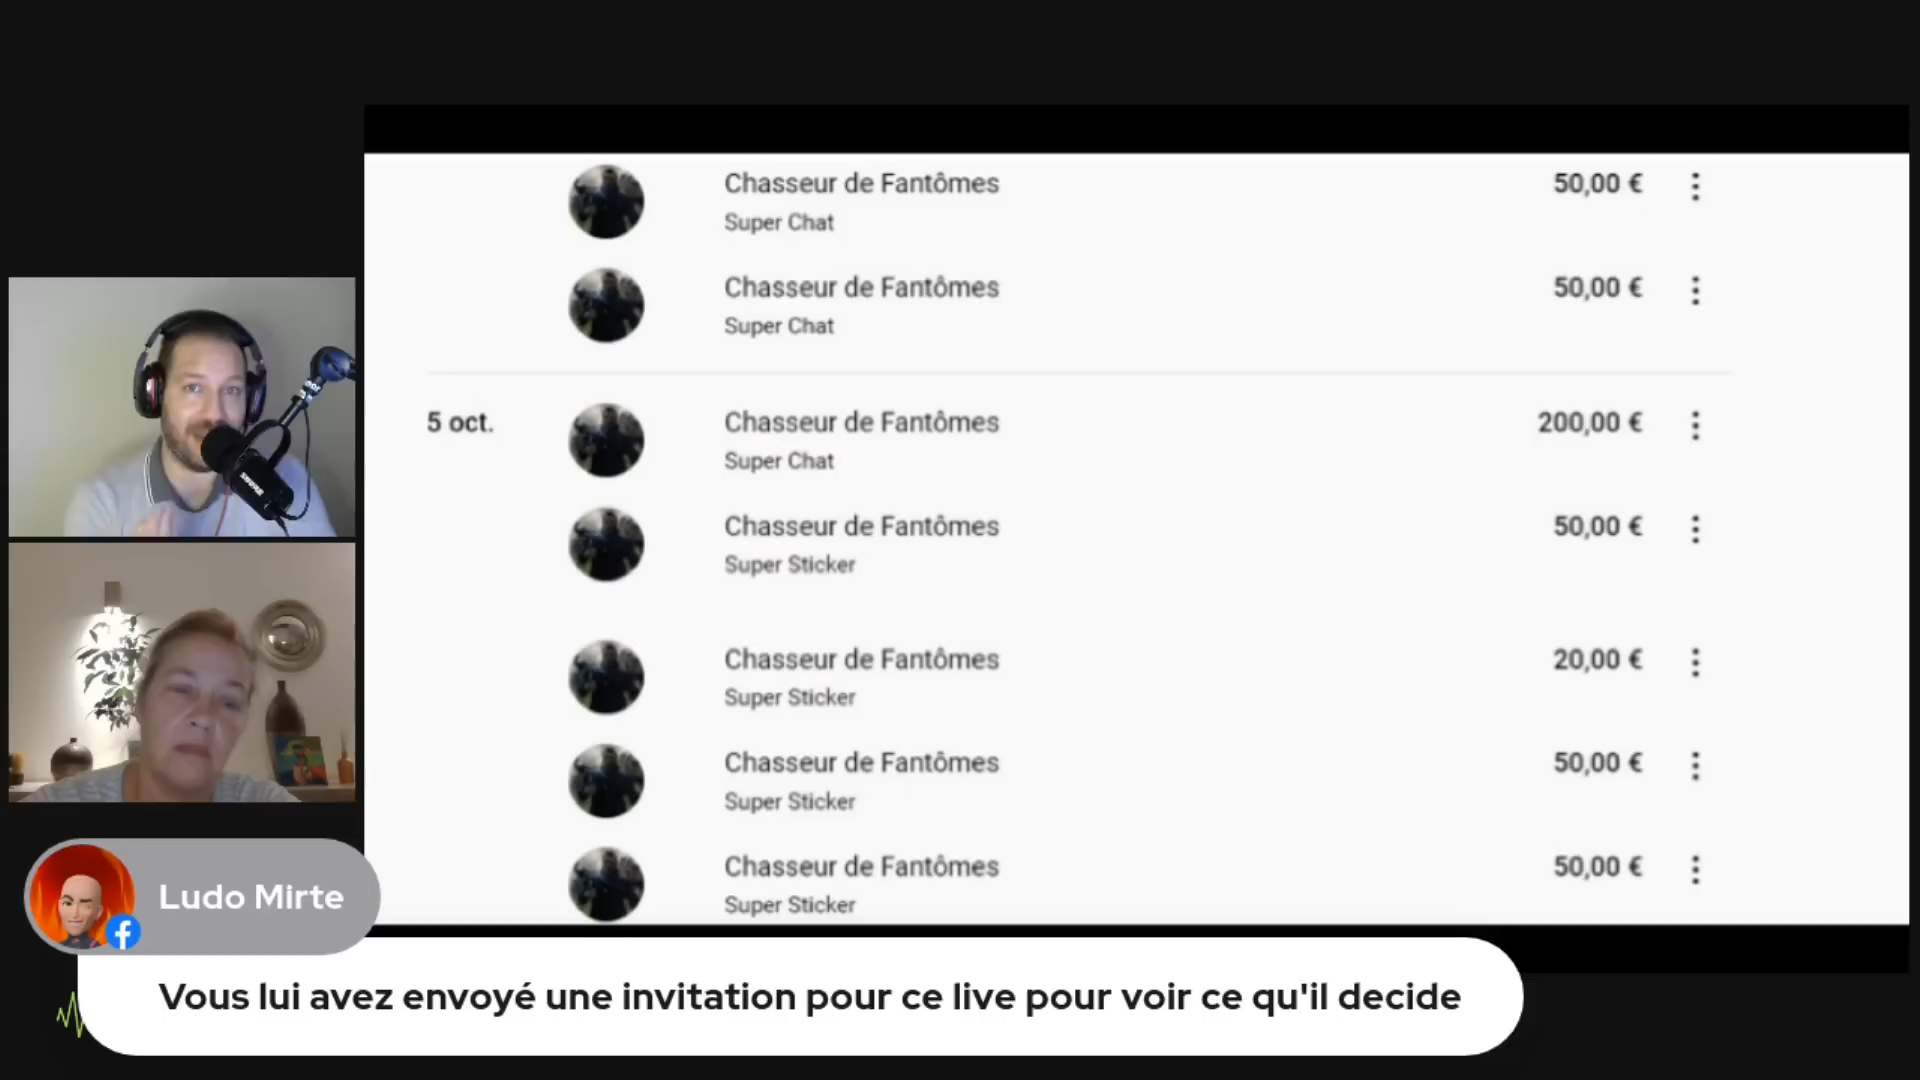 Chasseur de Fantômes 50,00 €
Super Chat
Chasseur de Fantômes 50,00 €
Super Chat
5 oct. Chasseur de Fantômes 200,00 €
Super Chat
Chasseur de Fantômes 50,00 €
Super Sticker
Chasseur de Fantômes 20,00 €
Super Sticker
Chasseur de Fantômes 50,00 €
Super Sticker
Chasseur de Fantômes 50,00 €
Super Sticker
SHURE
Ludo Mirte
Vous lui avez envoyé une invitation pour ce live pour voir ce qu'il decide